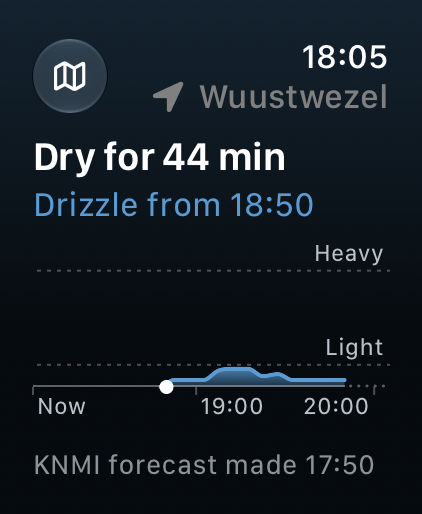 18:05
Wuustwezel
Dry for 44 min
Drizzle from 18:50
Heavy
Light
Now 19:00 20:00
KNMI forecast made 17:50